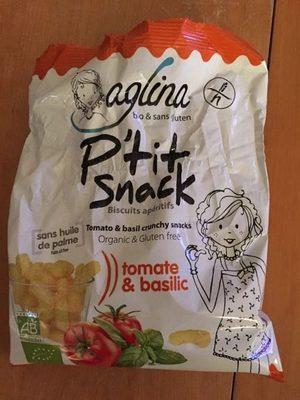 aglina
bio & sans gluten
P'tit
snack
Biscuits apéritifs
Tomato & basil crunchy snacks
Organic & Gluten free
sans huile
de palme
tomate
& basilic
AB